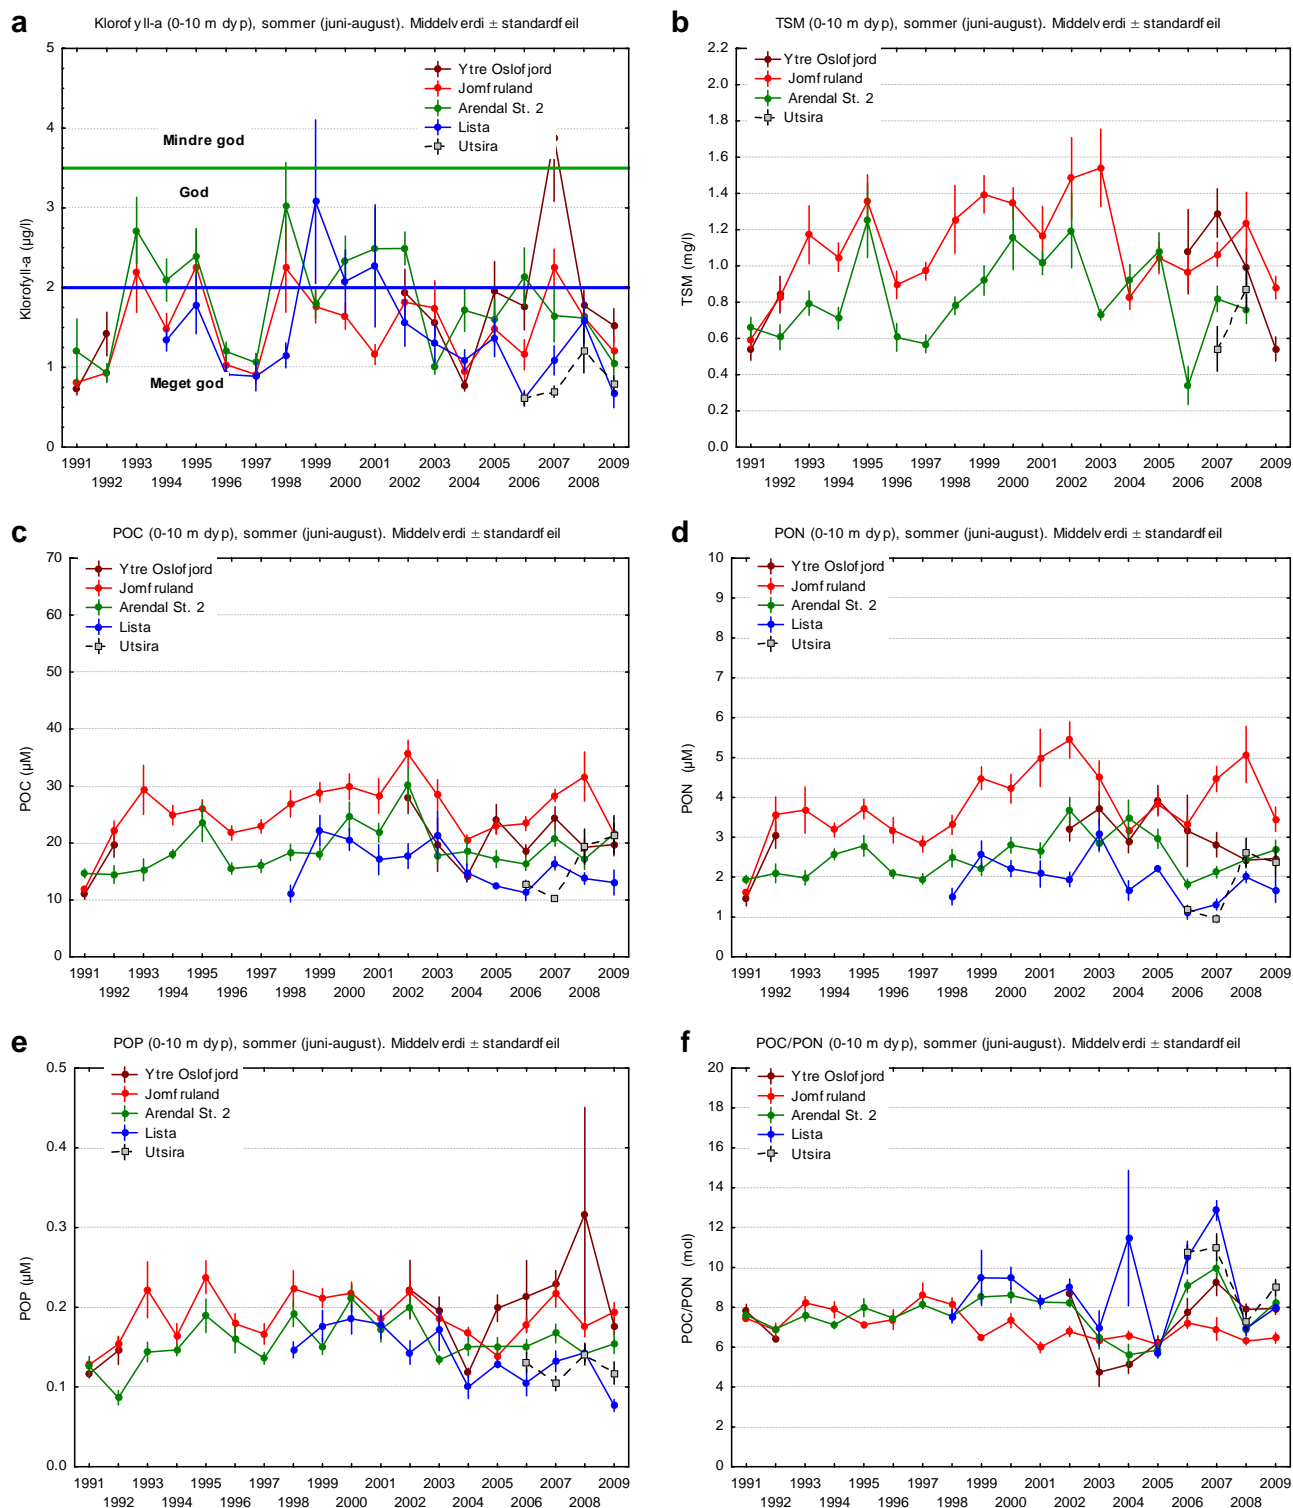 a
Klorofyll-a (0-10 m dyp), sommer (juni-august). Middelverdi ± standardfeil
Ytre Oslofjord
Jomfruland
Arendal St. 2
Lista
Utsira
Mindre god
God
Meget god
Klorofyll-a (µg/l)
6
5
4
3
2
1
0
1991 1993 1995 1997 1999 2001 2003 2005 2007 2009
1992 1994 1996 1998 2000 2002 2004 2006 2008
b
TSM (0-10 m dyp), sommer (juni-august). Middelverdi ± standardfeil
Ytre Oslofjord
Jomfruland
Arendal St. 2
Utsira
TSM (mg/l)
2.2
2.0
1.8
1.6
1.4
1.2
1.0
0.8
0.6
0.4
0.2
0.0
1991 1993 1995 1997 1999 2001 2003 2005 2007 2009
1992 1994 1996 1998 2000 2002 2004 2006 2008
c
POC (0-10 m dyp), sommer (juni-august). Middelverdi ± standardfeil
Ytre Oslofjord
Jomfruland
Arendal St. 2
Lista
Utsira
POC (µM)
70
60
50
40
30
20
10
0
1991 1993 1995 1997 1999 2001 2003 2005 2007 2009
1992 1994 1996 1998 2000 2002 2004 2006 2008
d
PON (0-10 m dyp), sommer (juni-august). Middelverdi ± standardfeil
Ytre Oslofjord
Jomfruland
Arendal St. 2
Lista
Utsira
PON (µM)
10
9
8
7
6
5
4
3
2
1
0
1991 1993 1995 1997 1999 2001 2003 2005 2007 2009
1992 1994 1996 1998 2000 2002 2004 2006 2008
e
POP (0-10 m dyp), sommer (juni-august). Middelverdi ± standardfeil
Ytre Oslofjord
Jomfruland
Arendal St. 2
Lista
Utsira
POP (µM)
0.5
0.4
0.3
0.2
0.1
0.0
1991 1993 1995 1997 1999 2001 2003 2005 2007 2009
1992 1994 1996 1998 2000 2002 2004 2006 2008
f
POC/PON (0-10 m dyp), sommer (juni-august). Middelverdi ± standardfeil
Ytre Oslofjord
Jomfruland
Arendal St. 2
Lista
Utsira
POC/PON (mol)
20
18
16
14
12
10
8
6
4
2
0
1991 1993 1995 1997 1999 2001 2003 2005 2007 2009
1992 1994 1996 1998 2000 2002 2004 2006 2008